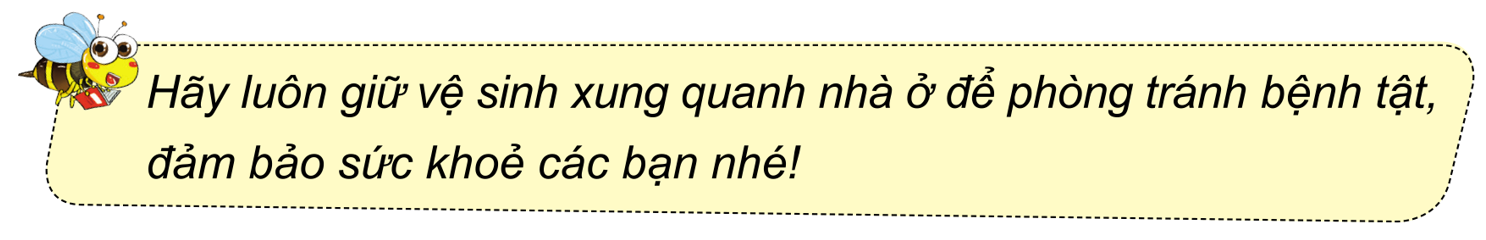 Hãy luôn giữ vệ sinh xung quanh nhà ở để phòng tránh bệnh tật,
đảm bảo sức khoẻ các bạn nhé!